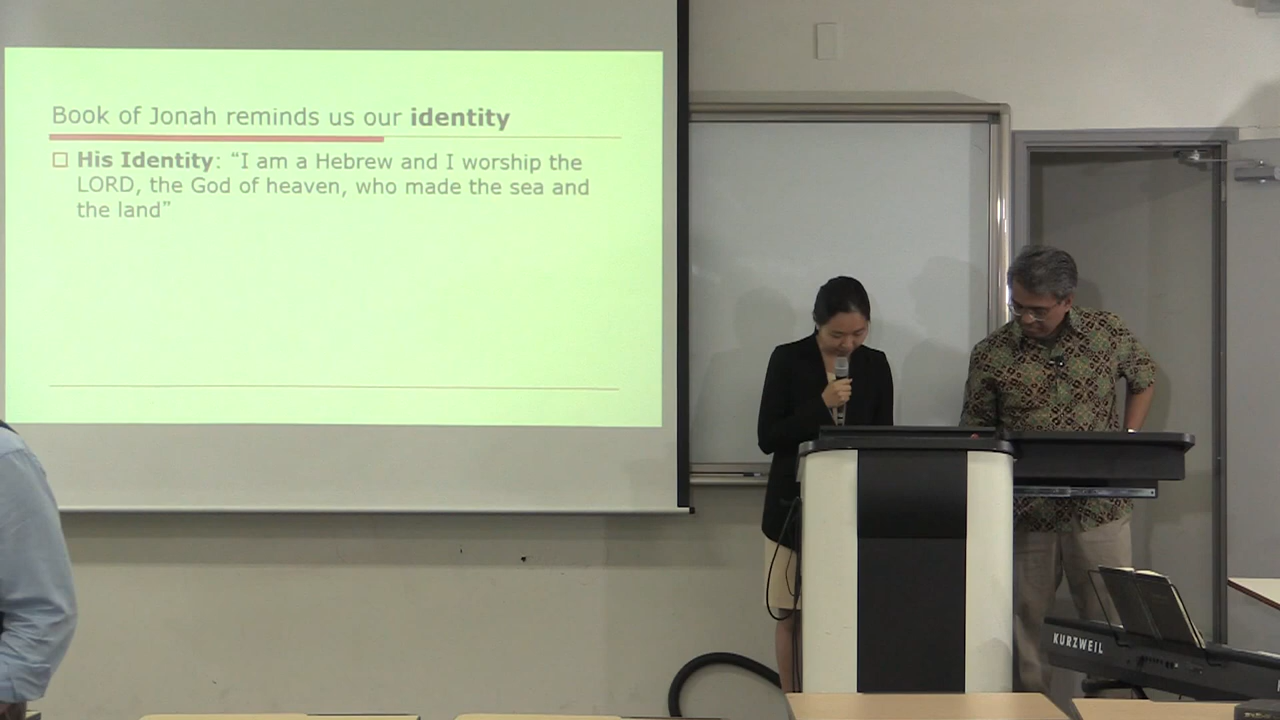 Book of Jonah reminds us our identity
His Identity: “I am a Hebrew and I worship the
LORD, the God of heaven, who made the sea and
the land”
KURZWEIL